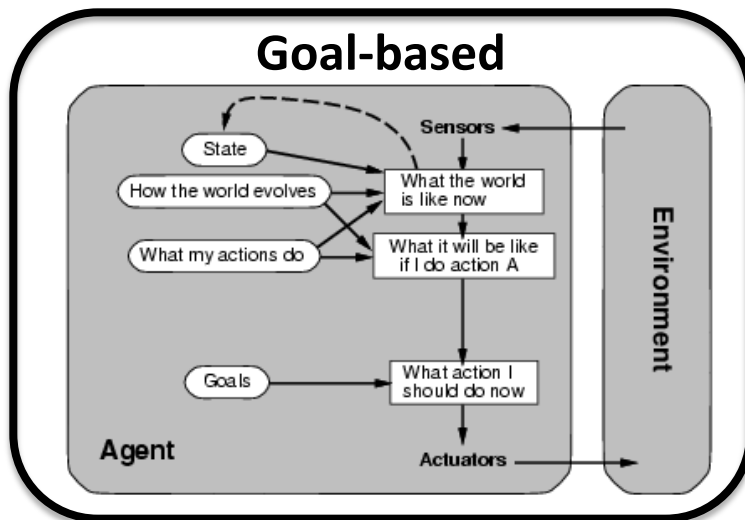 Goal-based
Sensors
State
What the world
is like now
How the world evolves
What it will be like
if I do action A
What my actions do
Environment
What action I
should do now
Goals
Agent
Actuators